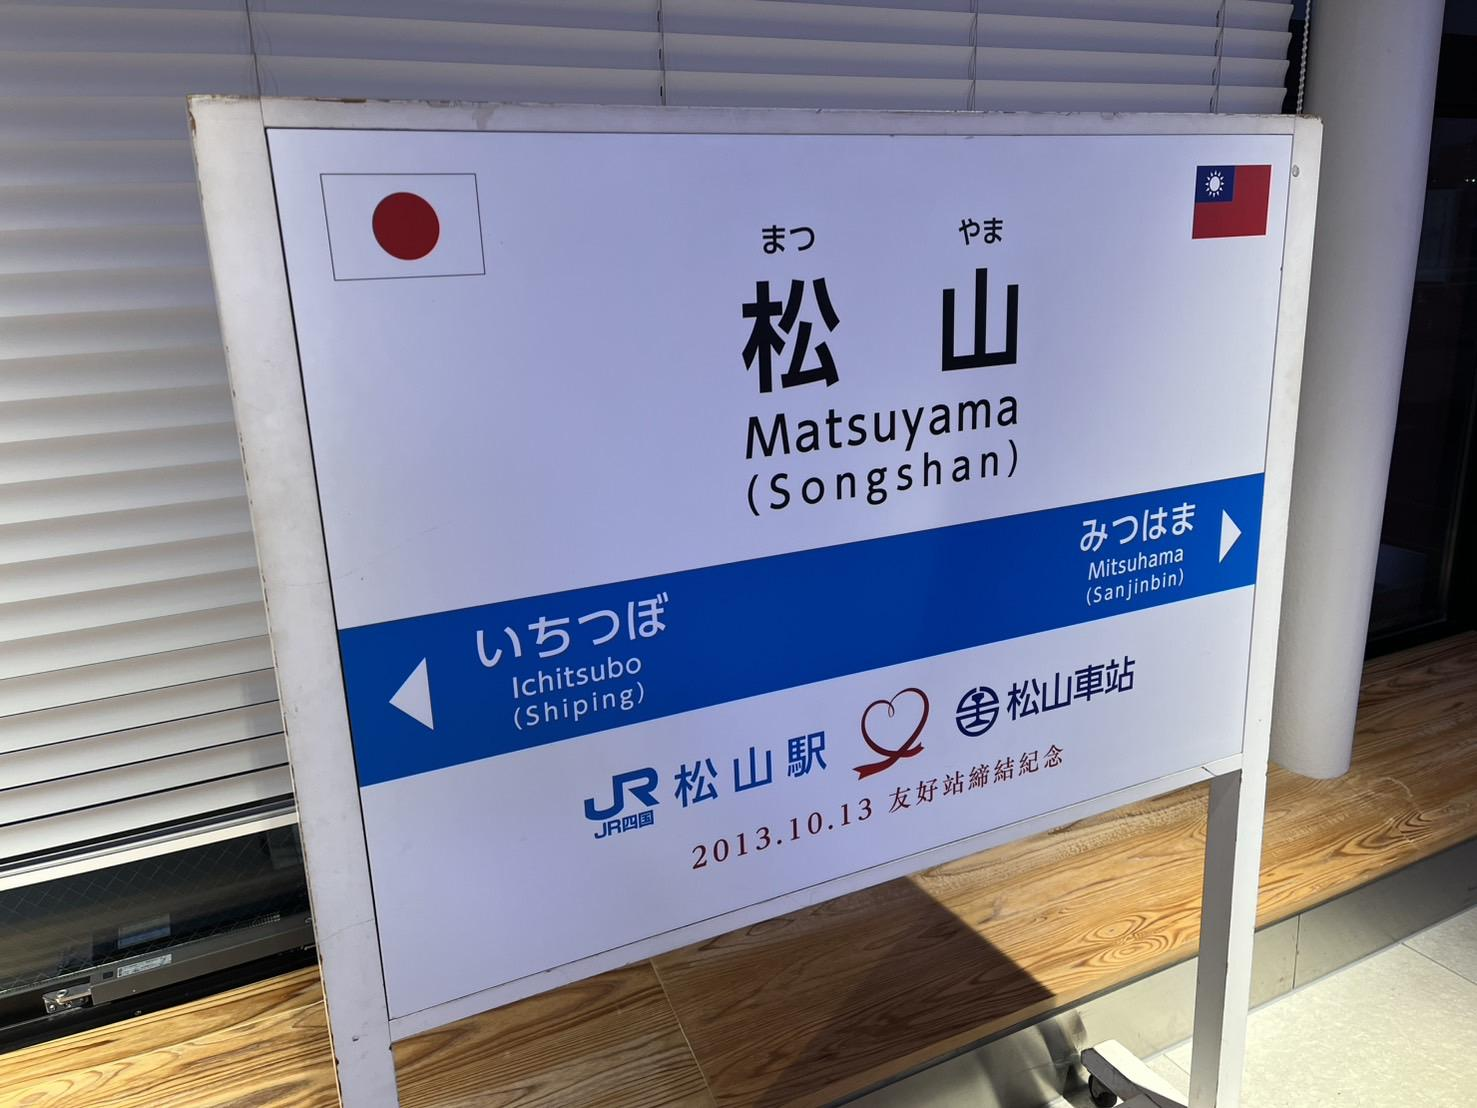 まつ やま
松山
Matsuyama
(Songshan)
みつはま
Mitsuhama
(Sanjinbin)
いちつぼ
Ichitsubo
(Shiping)
JR 松山駅 松山車站
JR四国
2013.10.13 友好站締結紀念